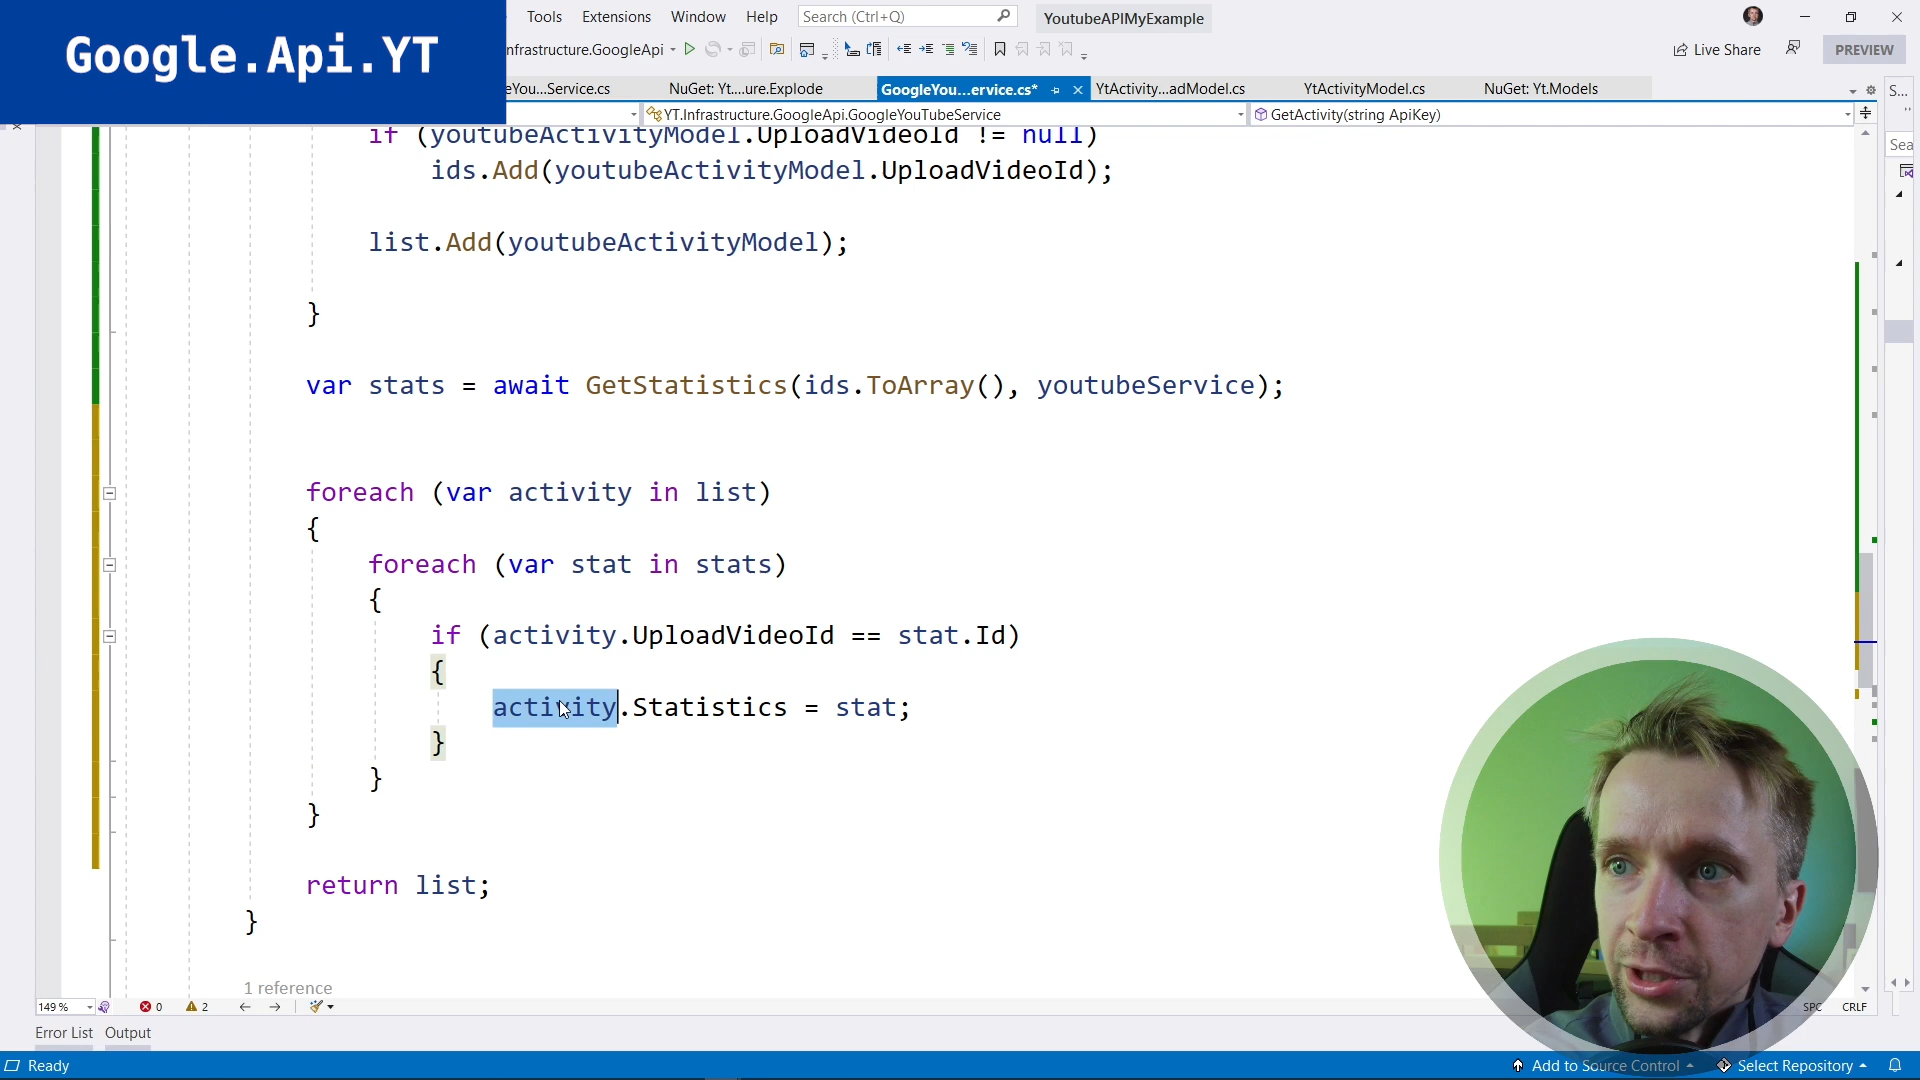 Google.Api.YT
Tools Extensions Window Help Search (Ctrl+Q) YoutubeAPIMyExample
nfrastructure.GoogleApi Live Share PREVIEW
eYou...Service.cs NuGet: Yt....ure.Explode GoogleYou...ervice.cs* YtActivity...adModel.cs YtActivityModel.cs NuGet: Yt.Models S...
YT.Infrastructure.GoogleApi.GoogleYouTubeService GetActivity(string ApiKey)
Sea
if (youtubeActivityModel.UploadVideoId != null)
ids.Add(youtubeActivityModel.UploadVideoId);
list.Add(youtubeActivityModel);
}
var stats = await GetStatistics(ids.ToArray(), youtubeService);
foreach (var activity in list)
{
foreach (var stat in stats)
{
if (activity.UploadVideoId == stat.Id)
{
activity.Statistics = stat;
}
}
}
return list;
}
1 reference
149 % 0 2 SPC CRLF
Error List Output
Ready Add to Source Control Select Repository